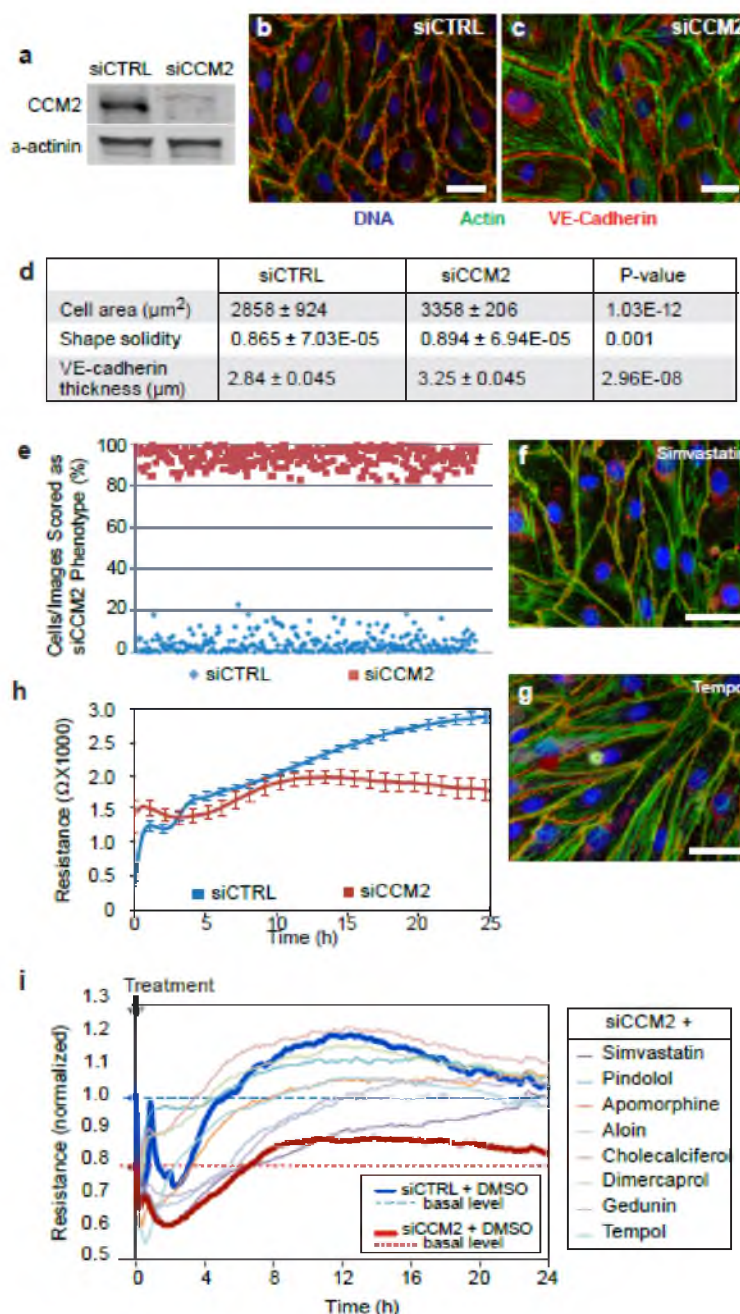 a
siCTRL siCCM2
CCM2
a-actinin
b
siCTRL
c
siCCM2
DNA Actin VE-Cadherin
d
siCTRL siCCM2 P-value
Cell area (µm²) 2858 ± 924 3358 ± 206 1.03E-12
Shape solidity 0.865 ± 7.03E-05 0.894 ± 6.94E-05 0.001
VE-cadherin
thickness (µm) 2.84 ± 0.045 3.25 ± 0.045 2.96E-08
e
Cells/Images Scored as
siCCM2 Phenotype (%)
100
80
60
40
20
0
siCTRL siCCM2
f
Simvastatin
g
Tempol
h
Resistance (ΩX1000)
3.0
2.5
2.0
1.5
1.0
0.5
0
siCTRL siCCM2
0 5 10 15 20 25
Time (h)
i
Treatment
Resistance (normalized)
1.3
1.2
1.1
1.0
0.9
0.8
0.7
0.6
0.5
siCTRL + DMSO
basal level
siCCM2 + DMSO
basal level
0 4 8 12 16 20 24
Time (h)
siCCM2 +
Simvastatin
Pindolol
Apomorphine
Aloin
Cholecalciferol
Dimercaprol
Gedunin
Tempol